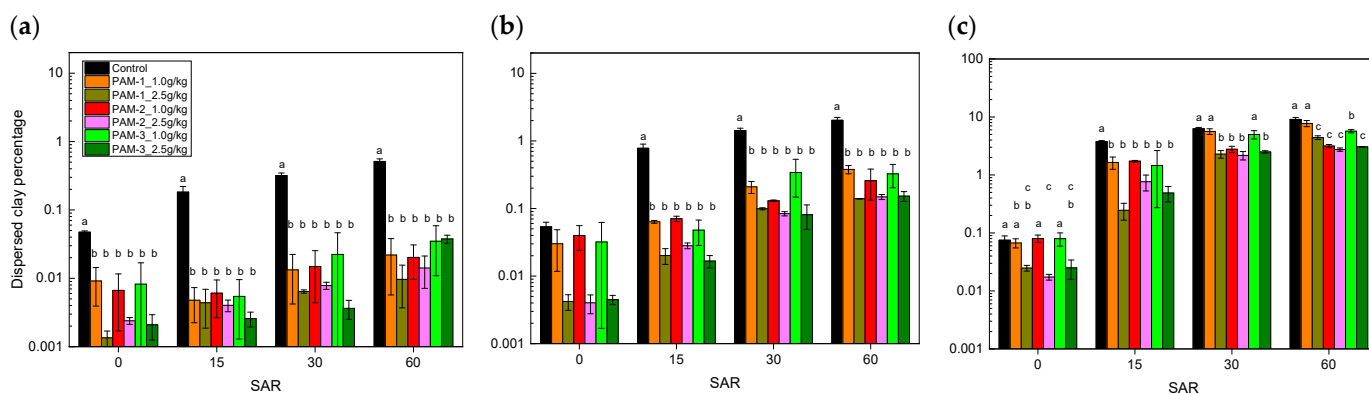 (a)
Dispersed clay percentage
10
1
0.1
0.01
0.001
Control
PAM-1_1.0g/kg
PAM-1_2.5g/kg
PAM-2_1.0g/kg
PAM-2_2.5g/kg
PAM-3_1.0g/kg
PAM-3_2.5g/kg
a
b b b b b b
a
b b b b b b
a
b b b b b b
a
b b b b b b
0 15 30 60
SAR
(b)
10
1
0.1
0.01
0.001
a
b b b b b b
a
b b b b b b
a
b b b b b b
0 15 30 60
SAR
(c)
100
10
1
0.1
0.01
0.001
c c c
b b b
a a a a
a
b b b b b b
a a a
b b b b
a a
b
c c c c
0 15 30 60
SAR